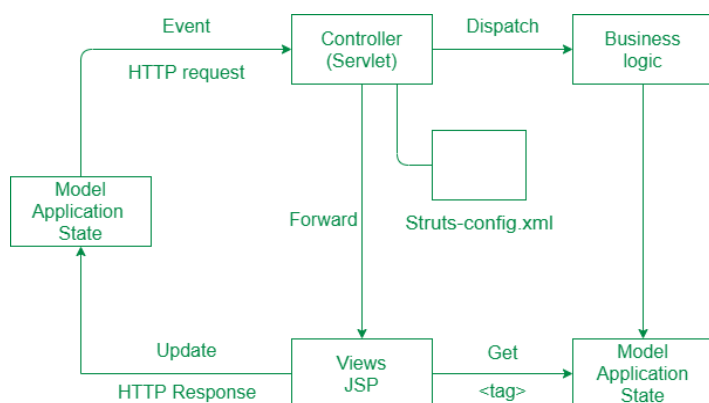 Event
HTTP request
Controller
(Servlet)
Dispatch
Business
logic
Model
Application
State
Forward
Struts-config.xml
Update
HTTP Response
Views
JSP
Get
<tag>
Model
Application
State